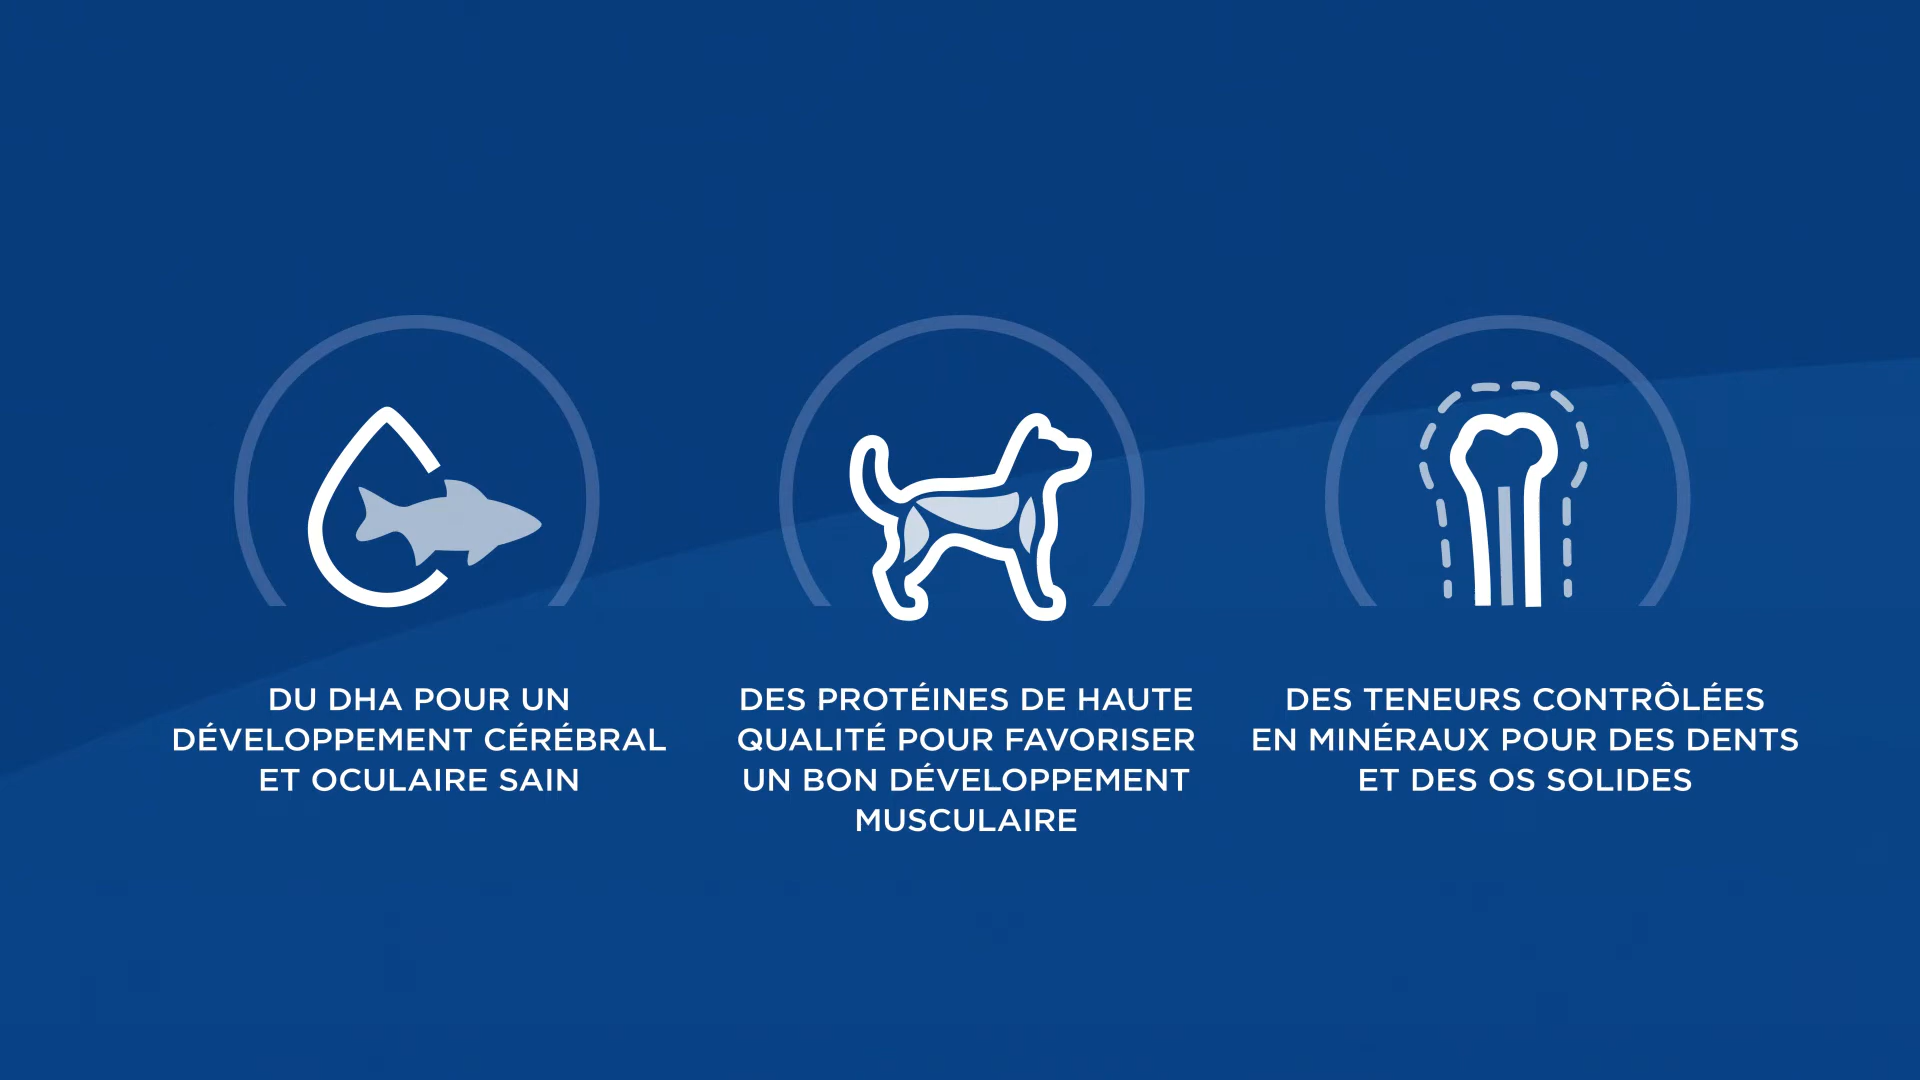 DU DHA POUR UN
DÉVELOPPEMENT CÉRÉBRAL
ET OCULAIRE SAIN
DES PROTÉINES DE HAUTE
QUALITÉ POUR FAVORISER
UN BON DÉVELOPPEMENT
MUSCULAIRE
DES TENEURS CONTRÔLÉES
EN MINÉRAUX POUR DES DENTS
ET DES OS SOLIDES